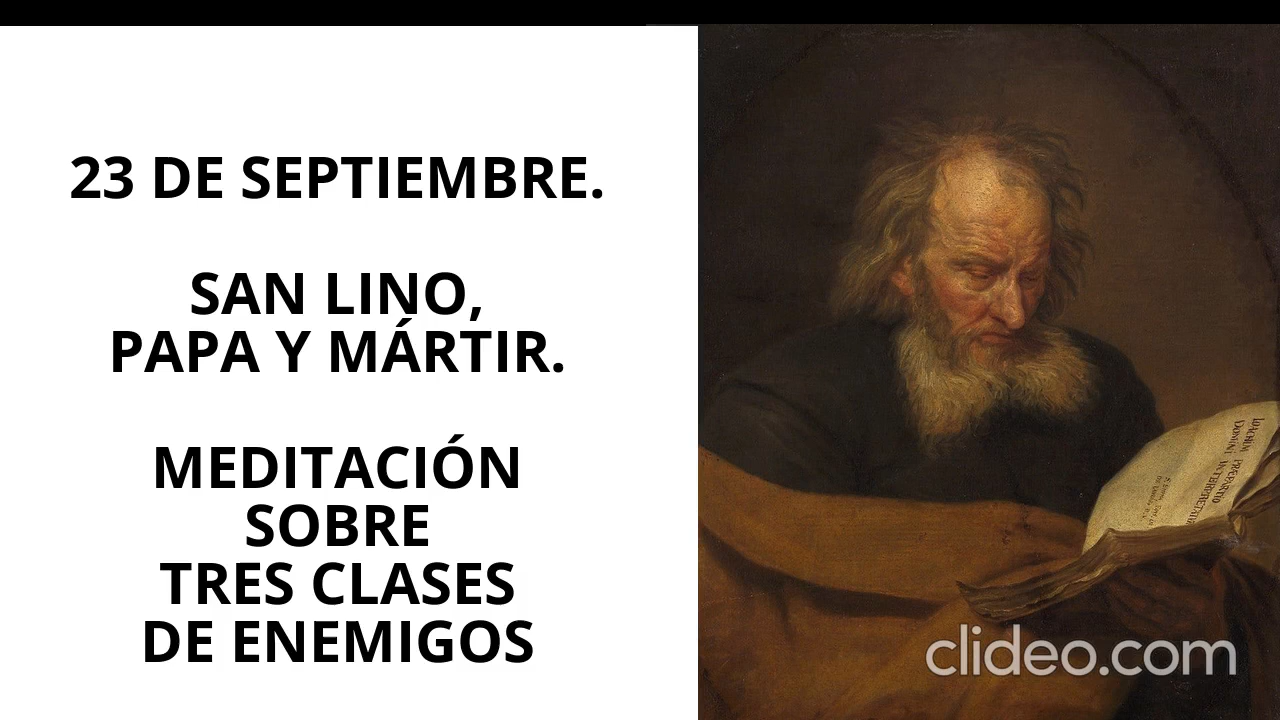 23 DE SEPTIEMBRE.
SAN LINO,
PAPA Y MÁRTIR.
MEDITACIÓN
SOBRE
TRES CLASES
DE ENEMIGOS
clideo.com